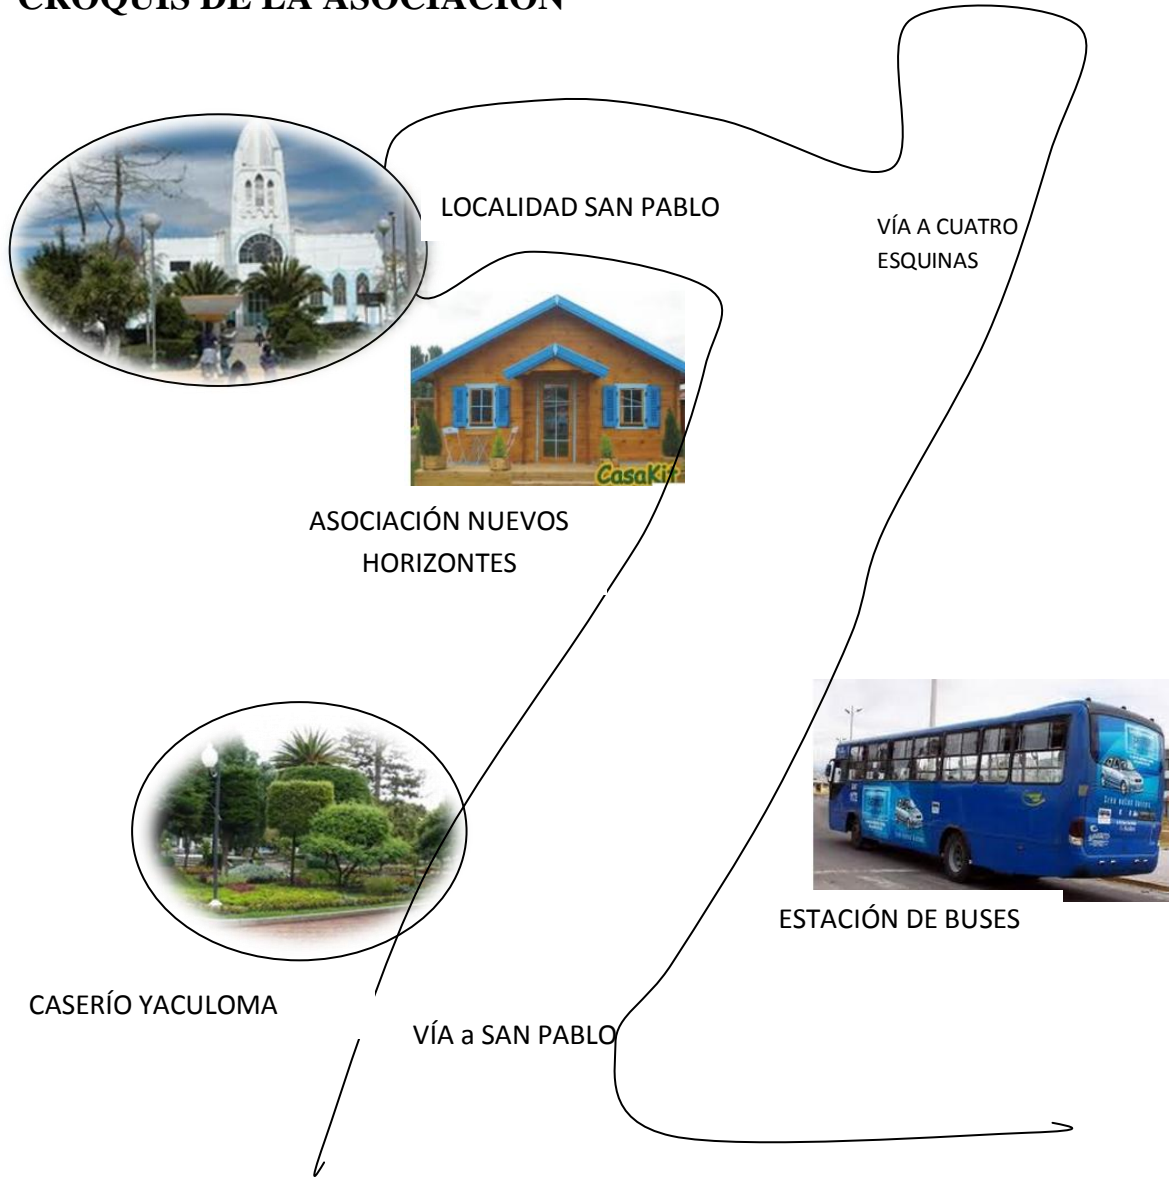 CROQUIS DE LA ASOCIACIÓN
LOCALIDAD SAN PABLO
VÍA A CUATRO
ESQUINAS
CasaKit
ASOCIACIÓN NUEVOS
HORIZONTES
ESTACIÓN DE BUSES
CASERÍO YACULOMA
VÍA a SAN PABLO